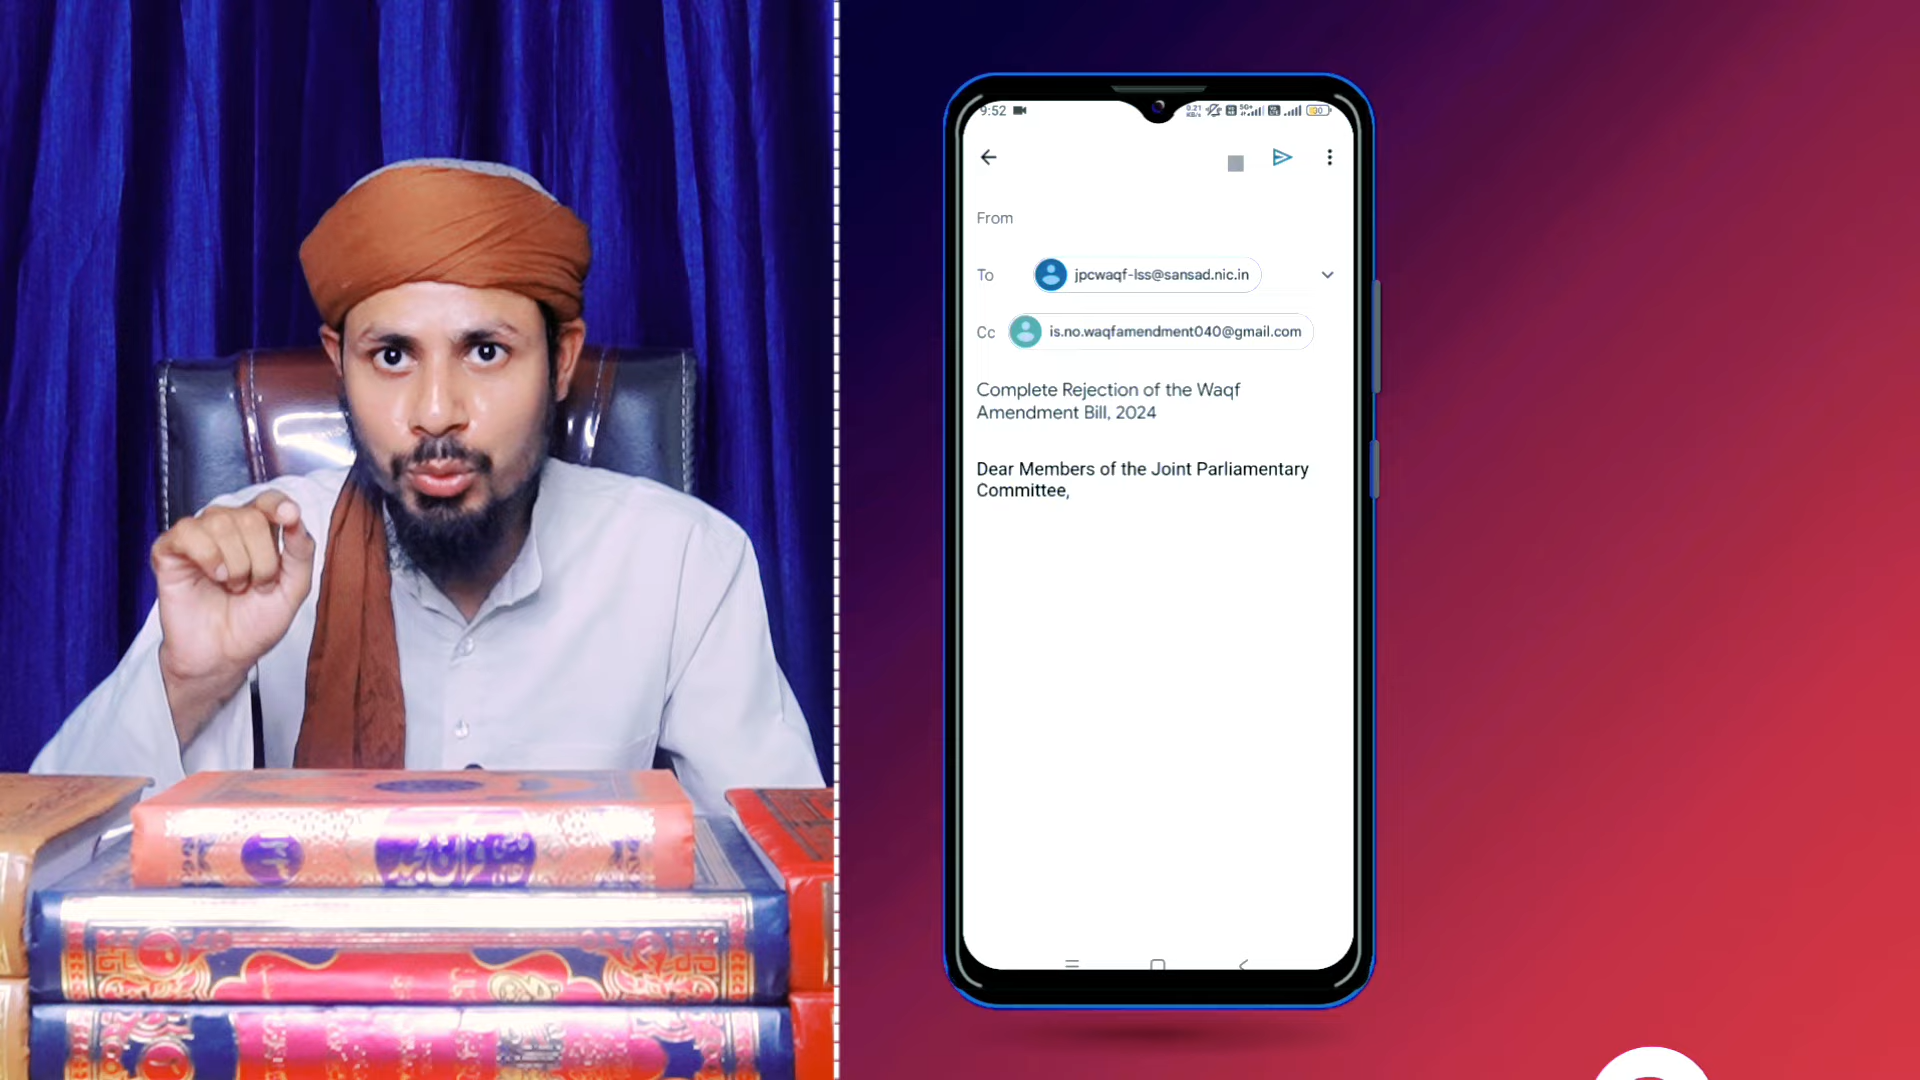 9:52
From
To jpcwaqf-lss@sansad.nic.in
Cc is.no.waqfamendment040@gmail.com
Complete Rejection of the Waqf
Amendment Bill, 2024
Dear Members of the Joint Parliamentary
Committee,